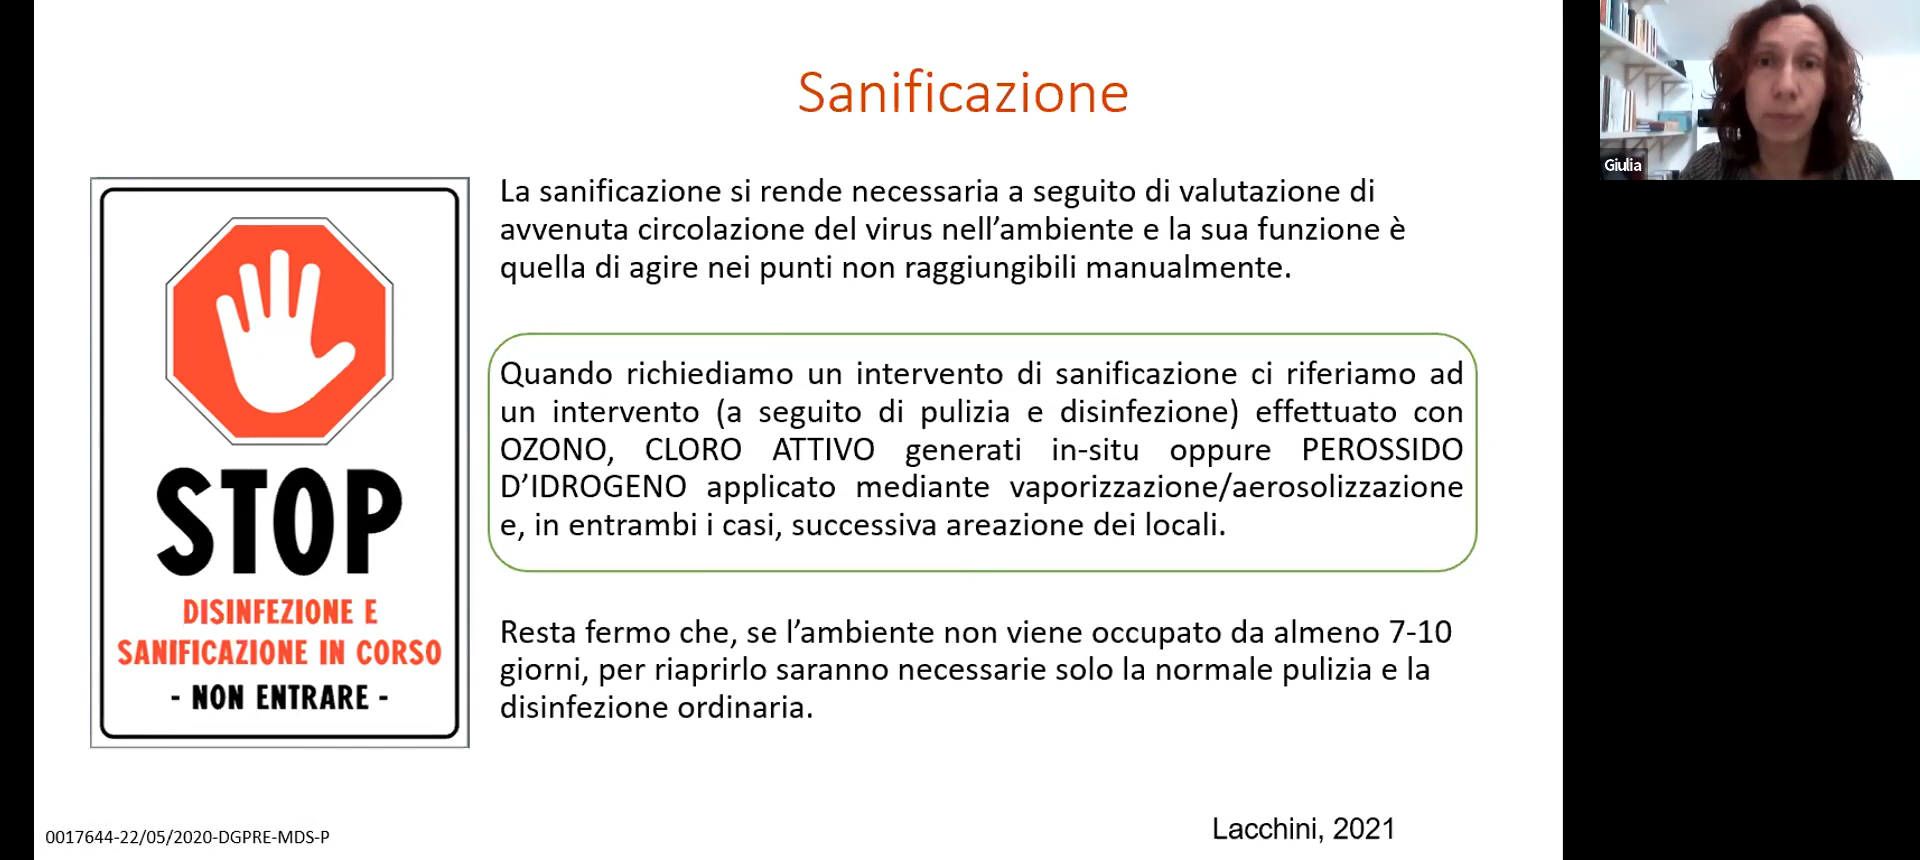 Sanificazione
La sanificazione si rende necessaria a seguito di valutazione di
avvenuta circolazione del virus nell’ambiente e la sua funzione è
quella di agire nei punti non raggiungibili manualmente.
Quando richiediamo un intervento di sanificazione ci riferiamo ad
un intervento (a seguito di pulizia e disinfezione) effettuato con
OZONO, CLORO ATTIVO generati in-situ oppure PEROSSIDO
D’IDROGENO applicato mediante vaporizzazione/aerosolizzazione
e, in entrambi i casi, successiva areazione dei locali.
Resta fermo che, se l’ambiente non viene occupato da almeno 7-10
giorni, per riaprirlo saranno necessarie solo la normale pulizia e la
disinfezione ordinaria.
STOP
DISINFEZIONE E
SANIFICAZIONE IN CORSO
- NON ENTRARE -
0017644-22/05/2020-DGPRE-MDS-P
Lacchini, 2021
Giulia